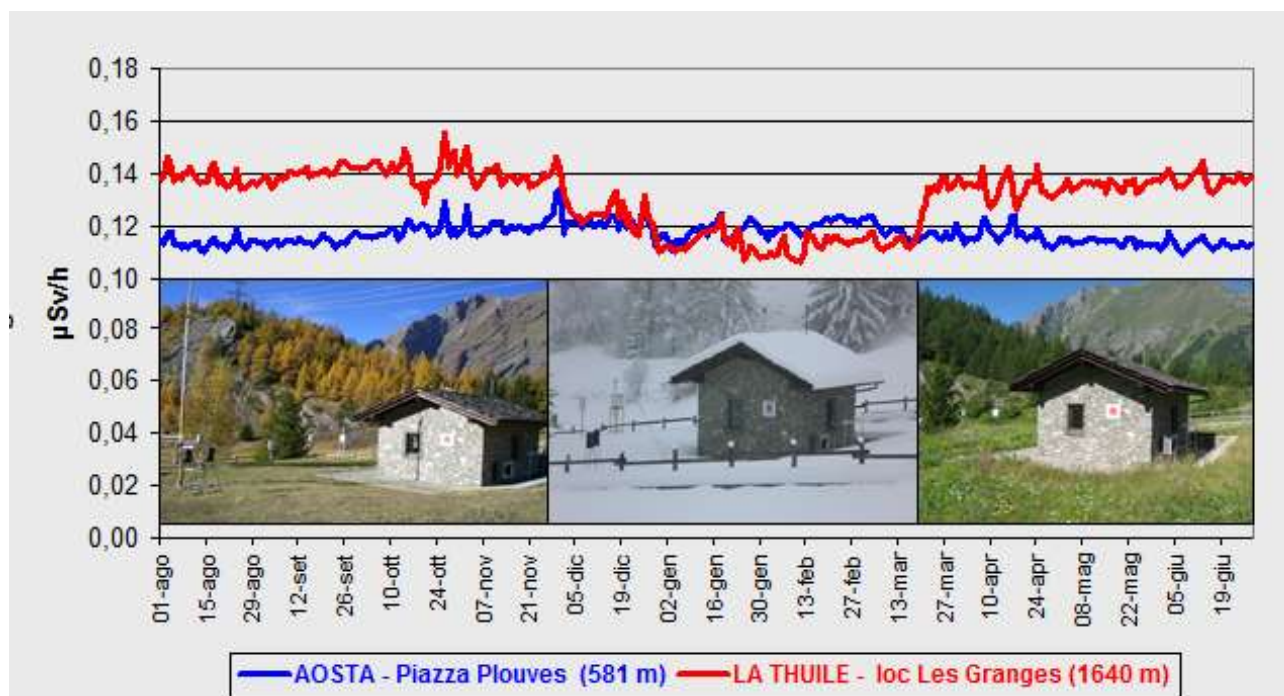 0,18
0,16
0,14
0,12
0,10
0,08
0,06
0,04
0,02
0,00
µSv/h
01-ago
15-ago
29-ago
12-set
26-set
10-ott
24-ott
07-nov
21-nov
05-dic
19-dic
02-gen
16-gen
30-gen
13-feb
27-feb
13-mar
27-mar
10-apr
24-apr
08-mag
22-mag
05-giu
19-giu
AOSTA - Piazza Plouves (581 m) LA THUILE - loc Les Granges (1640 m)